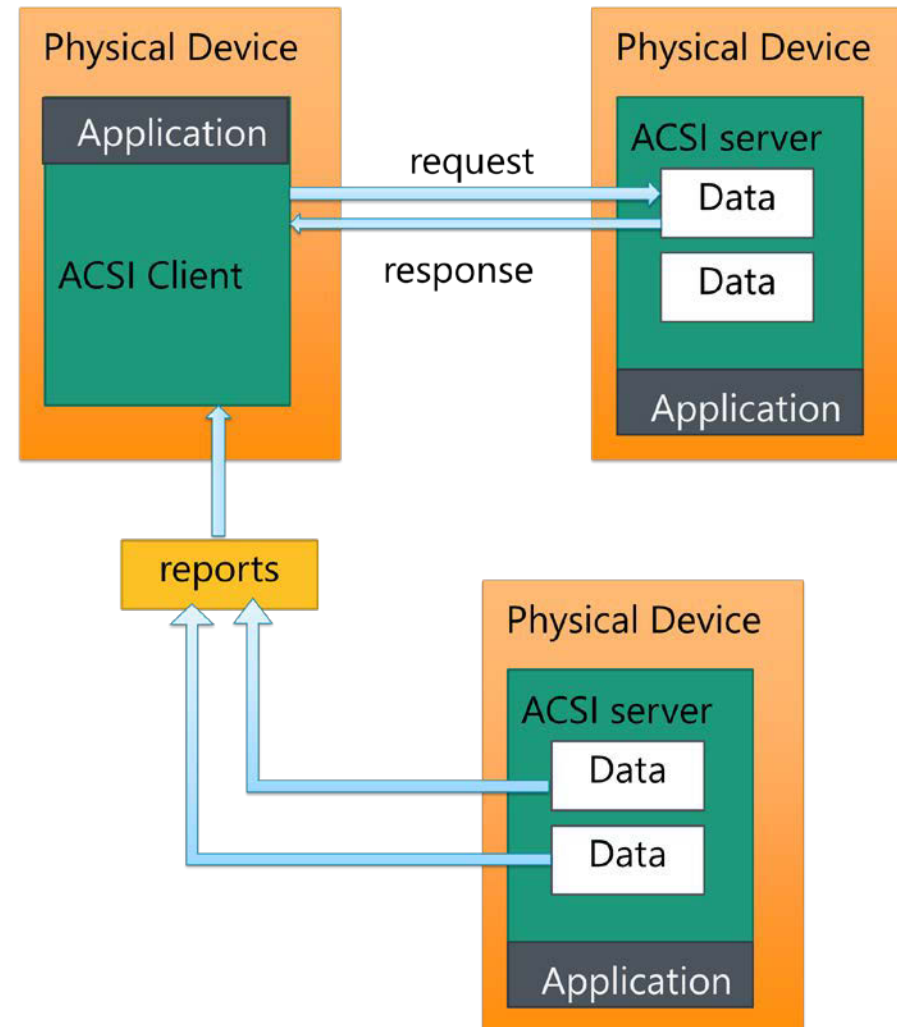 Physical Device
Application
ACSI Client
request
response
Physical Device
ACSI server
Data
Data
Application
reports
Physical Device
ACSI server
Data
Data
Application